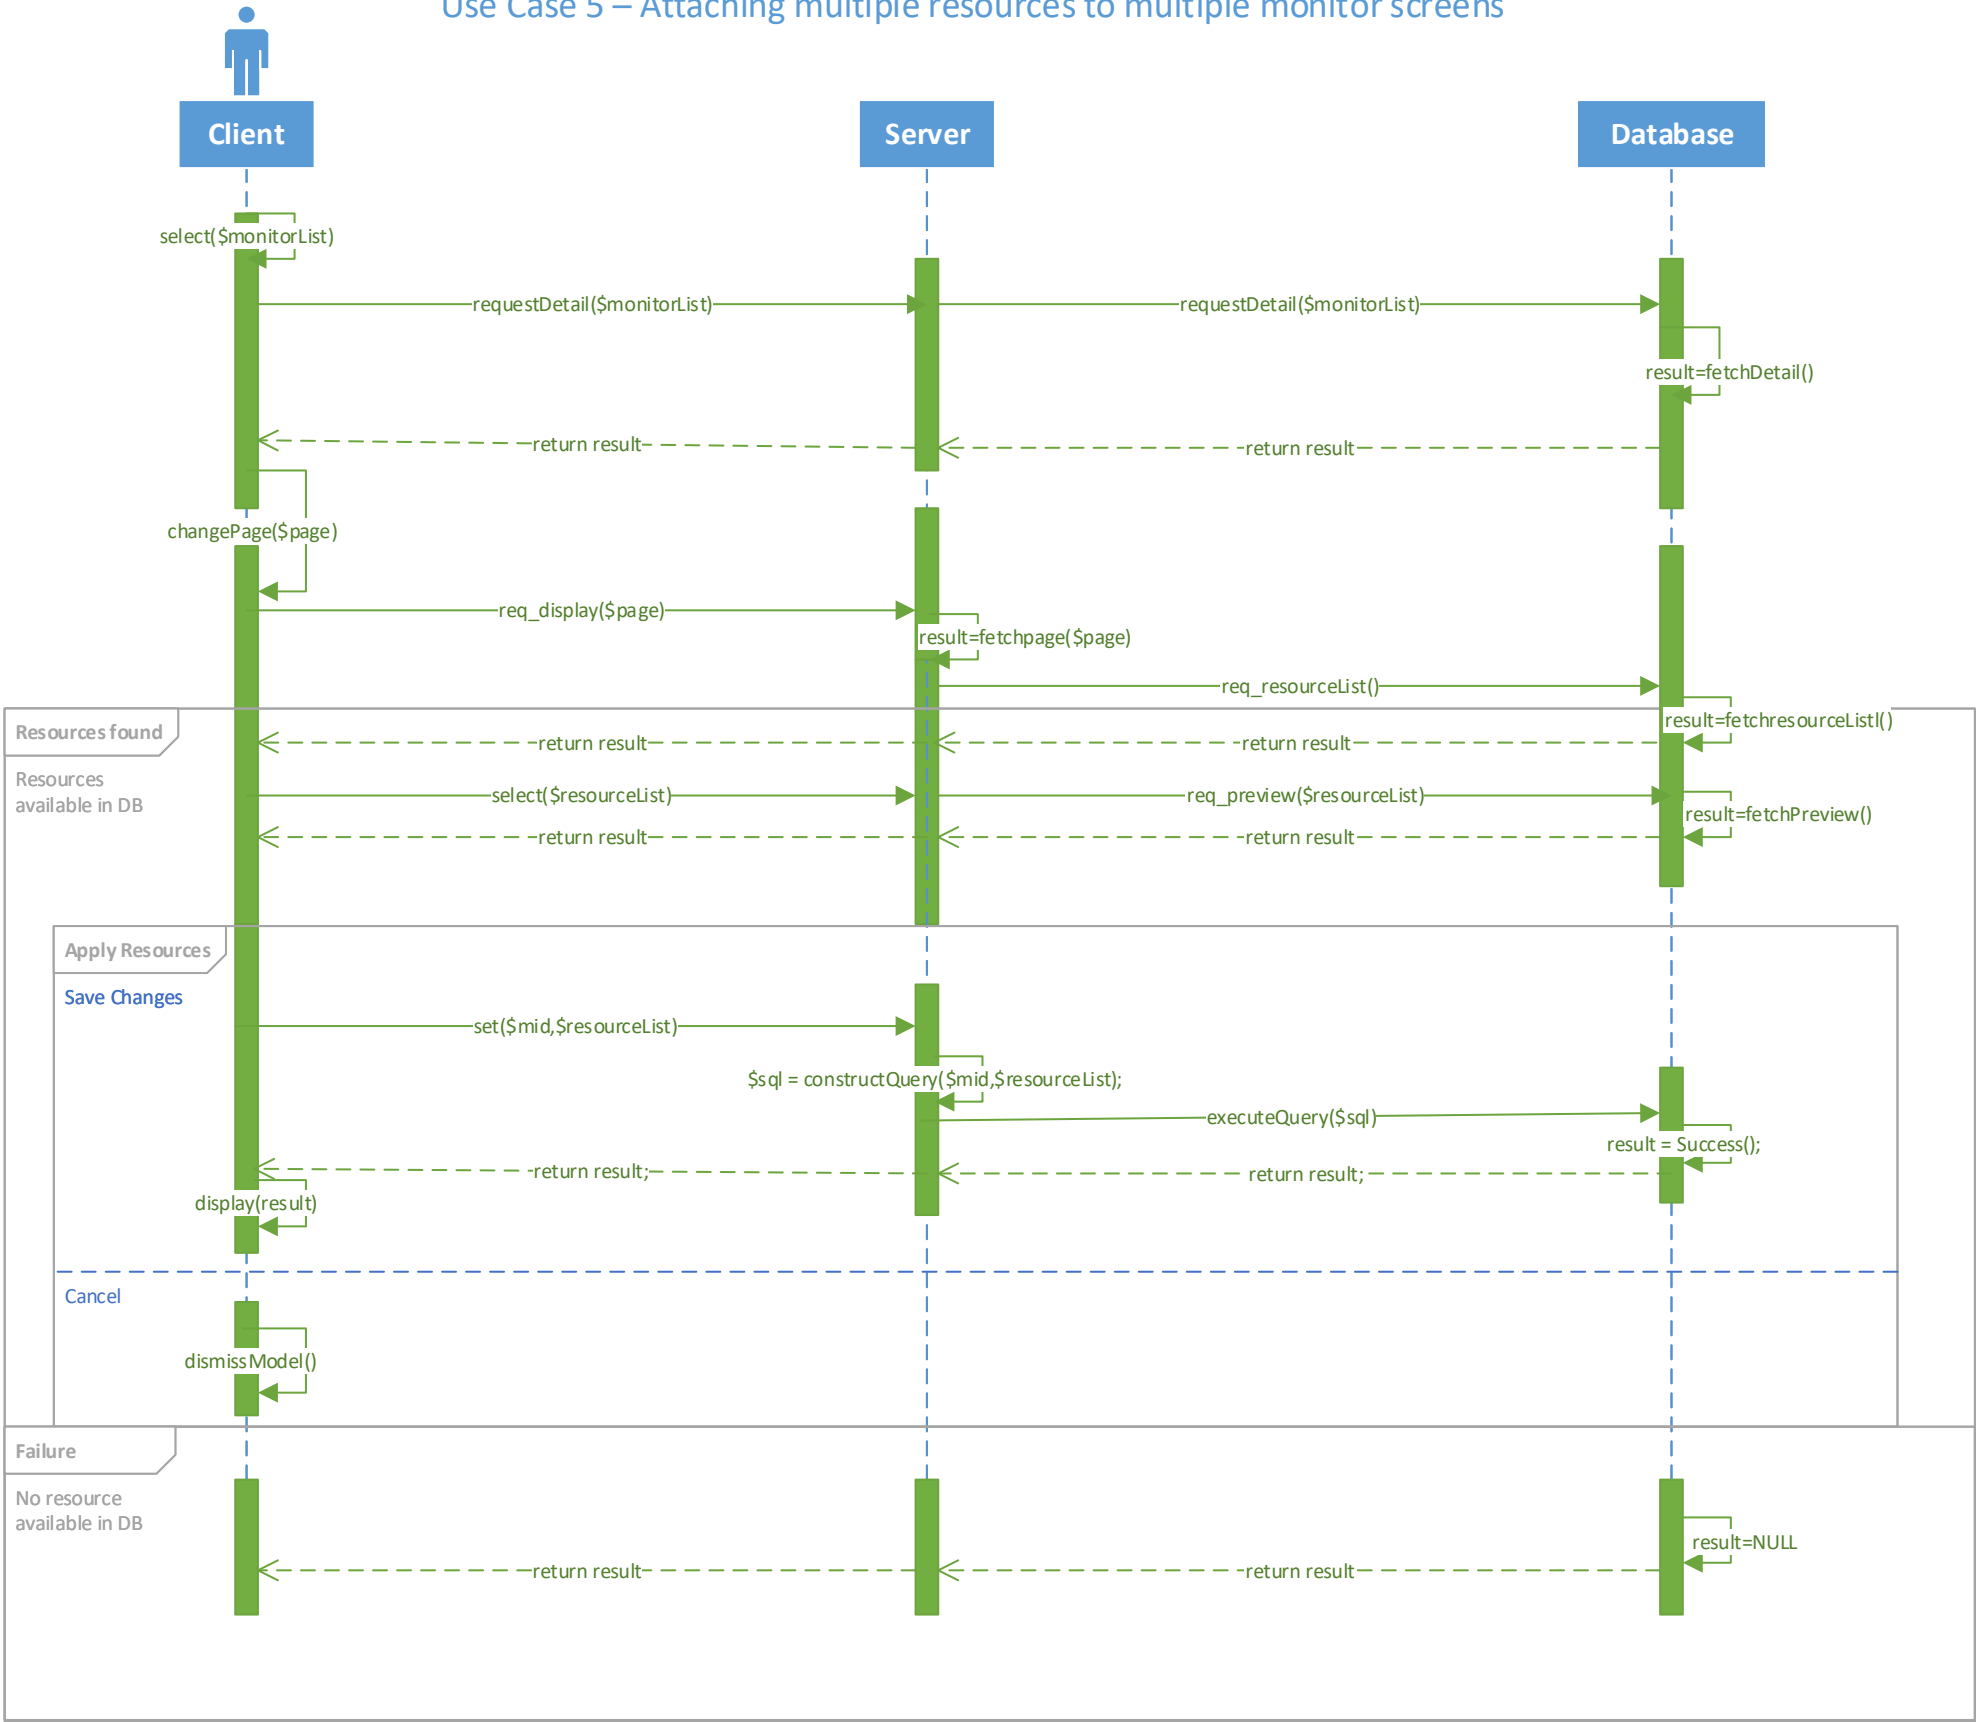 Use Case 5 – Attaching multiple resources to multiple monitor screens
Client
Server
Database
select($monitorList)
requestDetail($monitorList)
requestDetail($monitorList)
result=fetchDetail()
return result
return result
changePage($page)
req_display($page)
result=fetchpage($page)
req_resourceList()
Resources found
result=fetchresourceListl()
return result
return result
Resources
available in DB
select($resourceList)
req_preview($resourceList)
result=fetchPreview()
return result
return result
Apply Resources
Save Changes
set($mid,$resourceList)
$sql = constructQuery($mid,$resourceList);
executeQuery($sql)
result = Success();
return result;
return result;
display(result)
Cancel
dismissModel()
Failure
No resource
available in DB
result=NULL
return result
return result